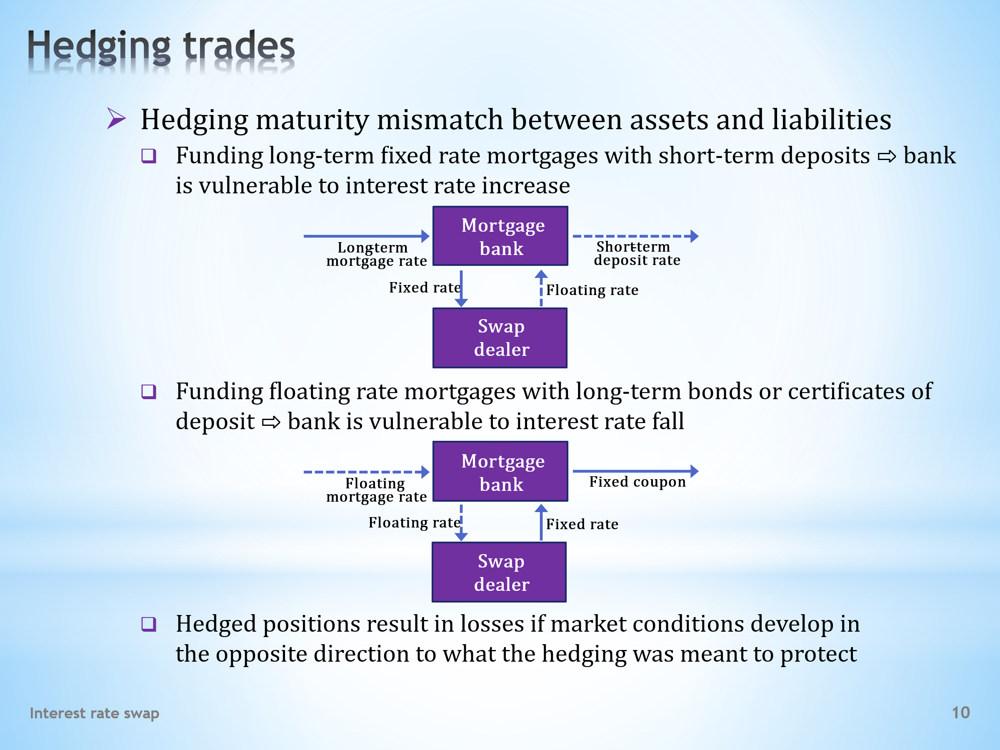 Hedging trades
Hedging maturity mismatch between assets and liabilities
Funding long-term fixed rate mortgages with short-term deposits ⇨ bank
is vulnerable to interest rate increase
Mortgage
bank
Long-term
mortgage rate
Short-term
deposit rate
Fixed rate
Floating rate
Swap
dealer
Funding floating rate mortgages with long-term bonds or certificates of
deposit ⇨ bank is vulnerable to interest rate fall
Mortgage
bank
Floating
mortgage rate
Fixed coupon
Floating rate
Fixed rate
Swap
dealer
Hedged positions result in losses if market conditions develop in
the opposite direction to what the hedging was meant to protect
Interest rate swap
10